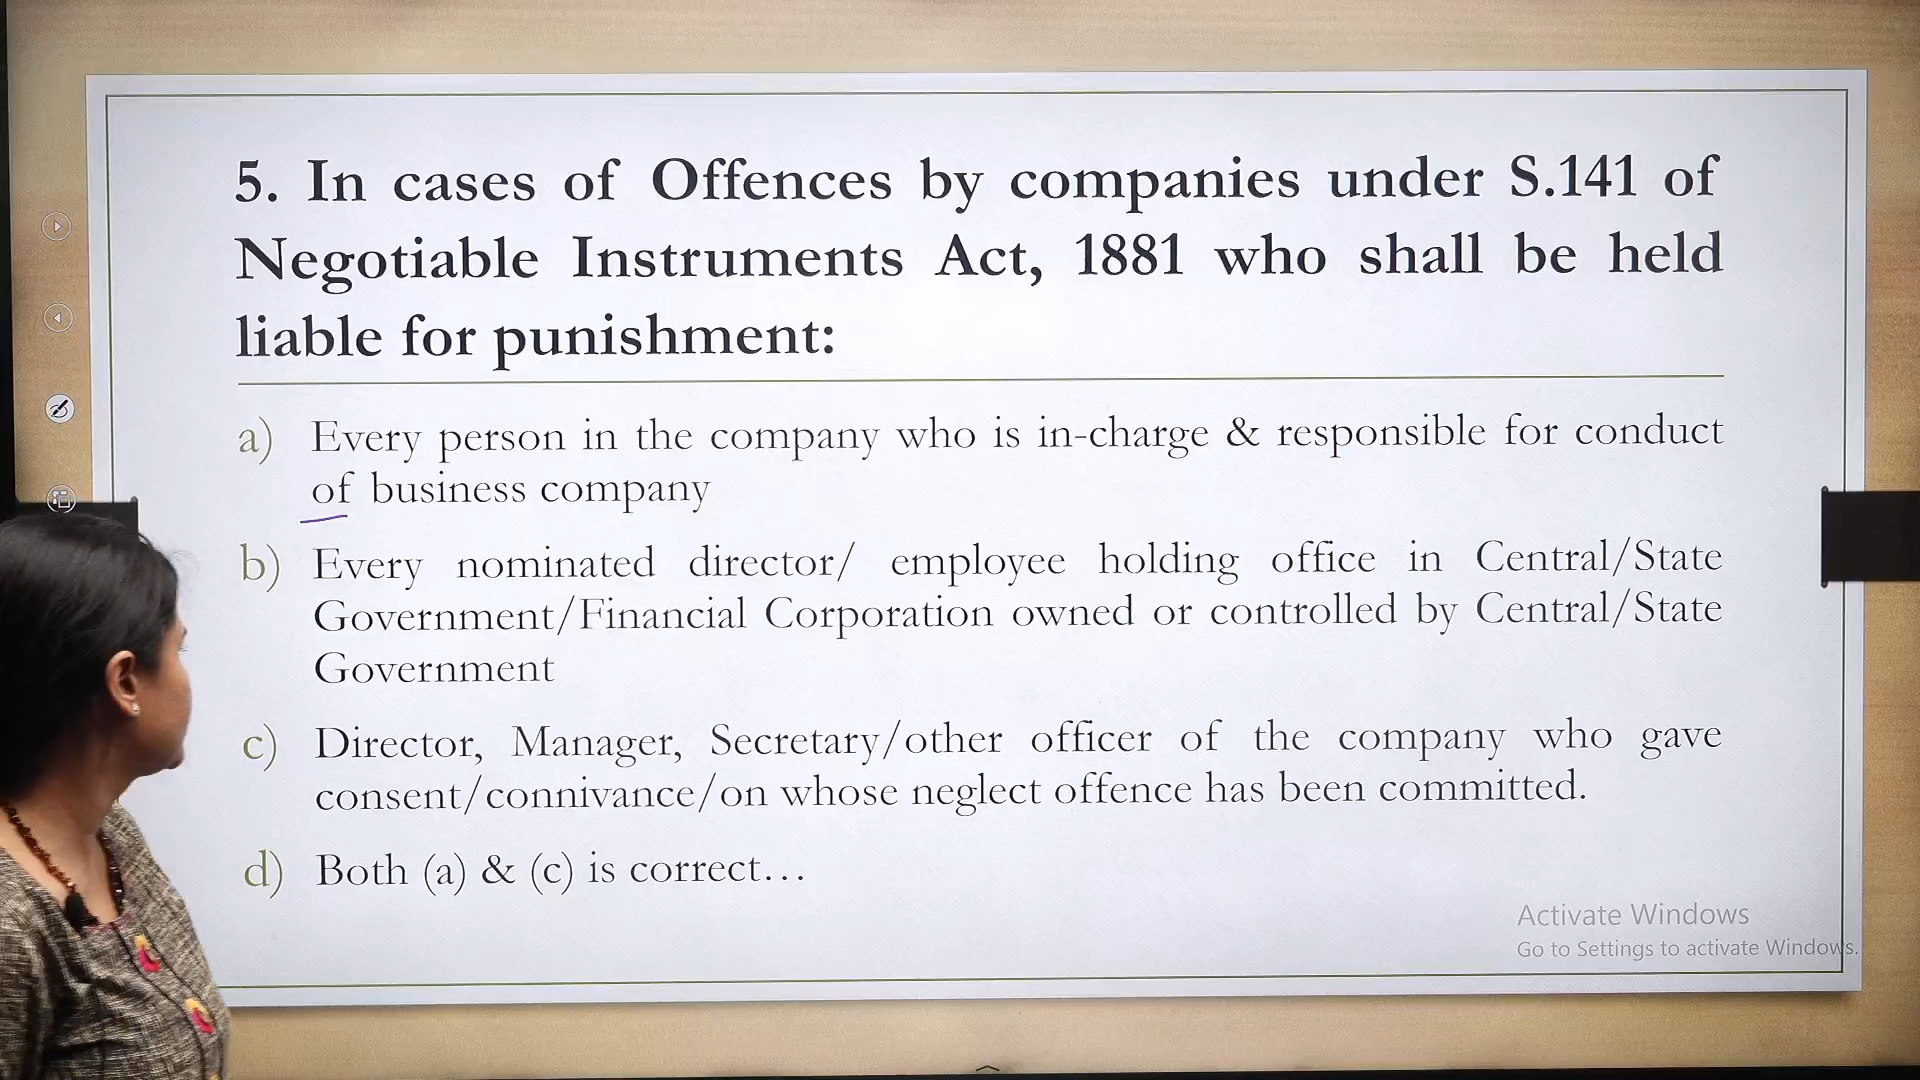 5. In cases of Offences by companies under S.141 of
Negotiable Instruments Act, 1881 who shall be held
liable for punishment:
a) Every person in the company who is in-charge & responsible for conduct
of business company
b) Every nominated director/ employee holding office in Central/State
Government/Financial Corporation owned or controlled by Central/State
Government
c) Director, Manager, Secretary/other officer of the company who gave
consent/connivance/on whose neglect offence has been committed.
d) Both (a) & (c) is correct…
Activate Windows
Go to Settings to activate Windows.